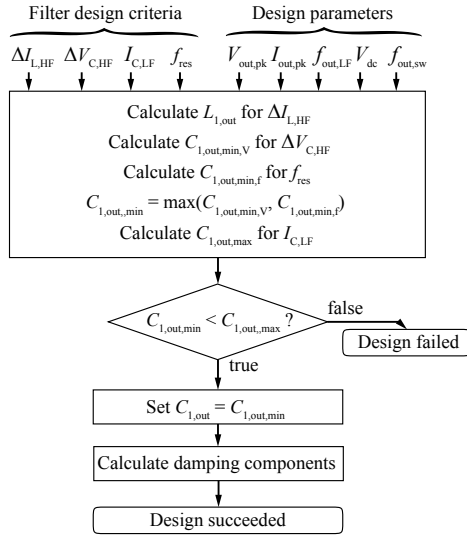 Filter design criteria Design parameters
ΔI_L,HF ΔV_C,HF I_C,LF f_res V_out,pk I_out,pk f_out,LF V_dc f_out,sw
Calculate L_1,out for ΔI_L,HF
Calculate C_1,out,min,V for ΔV_C,HF
Calculate C_1,out,min,f for f_res
C_1,out,,min = max(C_1,out,min,V, C_1,out,min,f)
Calculate C_1,out,max for I_C,LF
C_1,out,min < C_1,out,,max ?
false
Design failed
true
Set C_1,out = C_1,out,min
Calculate damping components
Design succeeded